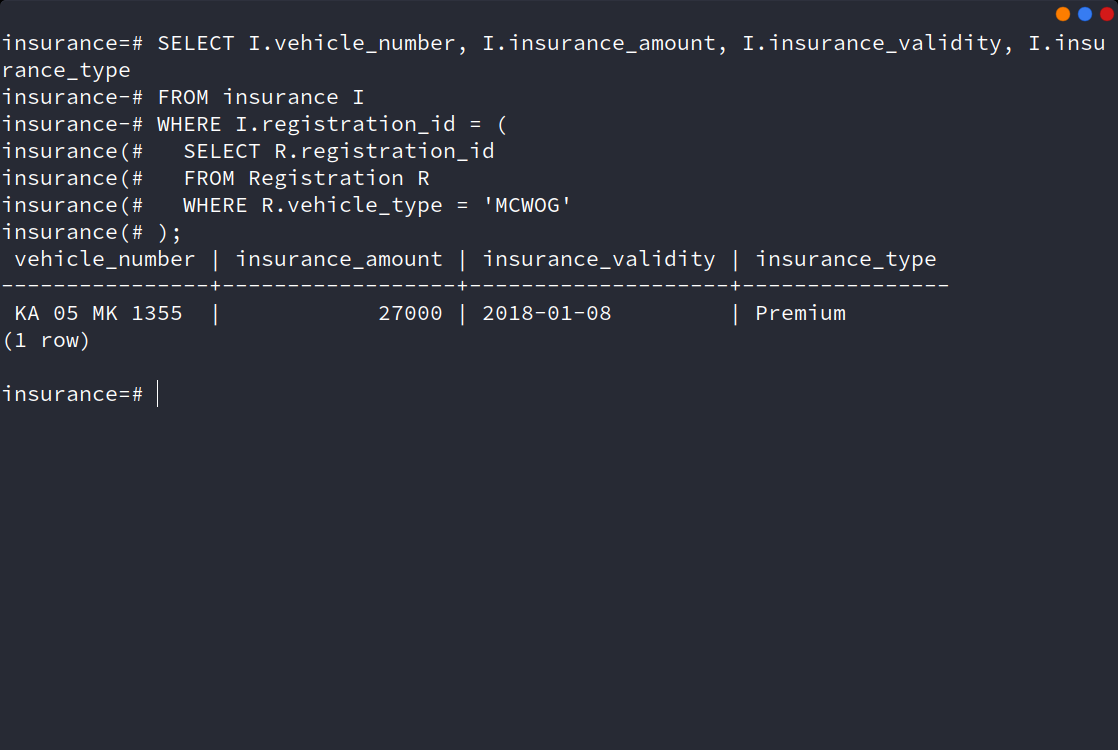 insurance=# SELECT I.vehicle_number, I.insurance_amount, I.insurance_validity, I.insu
rance_type
insurance-# FROM insurance I
insurance-# WHERE I.registration_id = (
insurance(#   SELECT R.registration_id
insurance(#   FROM Registration R
insurance(#   WHERE R.vehicle_type = 'MCWOG'
insurance(# );
 vehicle_number | insurance_amount | insurance_validity | insurance_type
----------------+------------------+--------------------+----------------
 KA 05 MK 1355  |            27000 | 2018-01-08         | Premium
(1 row)
insurance=#